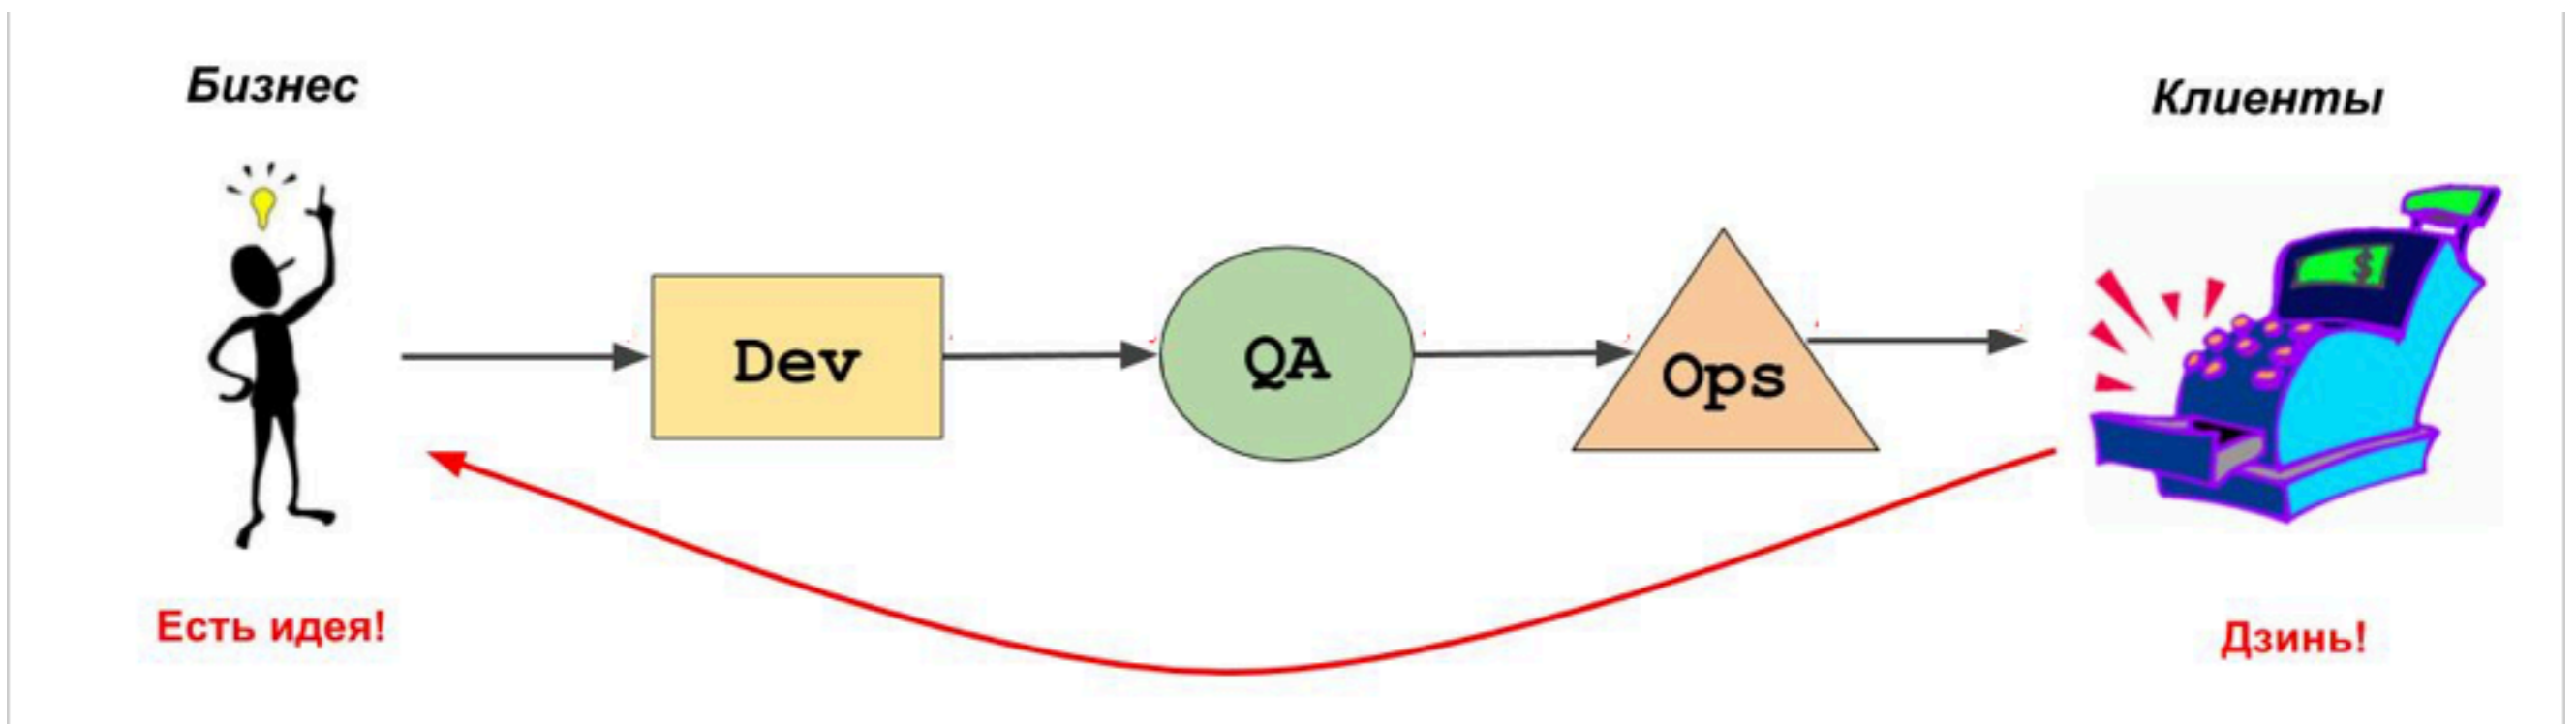 Бизнес
Клиенты
$
Dev
QA
Ops
Есть идея!
Дзинь!